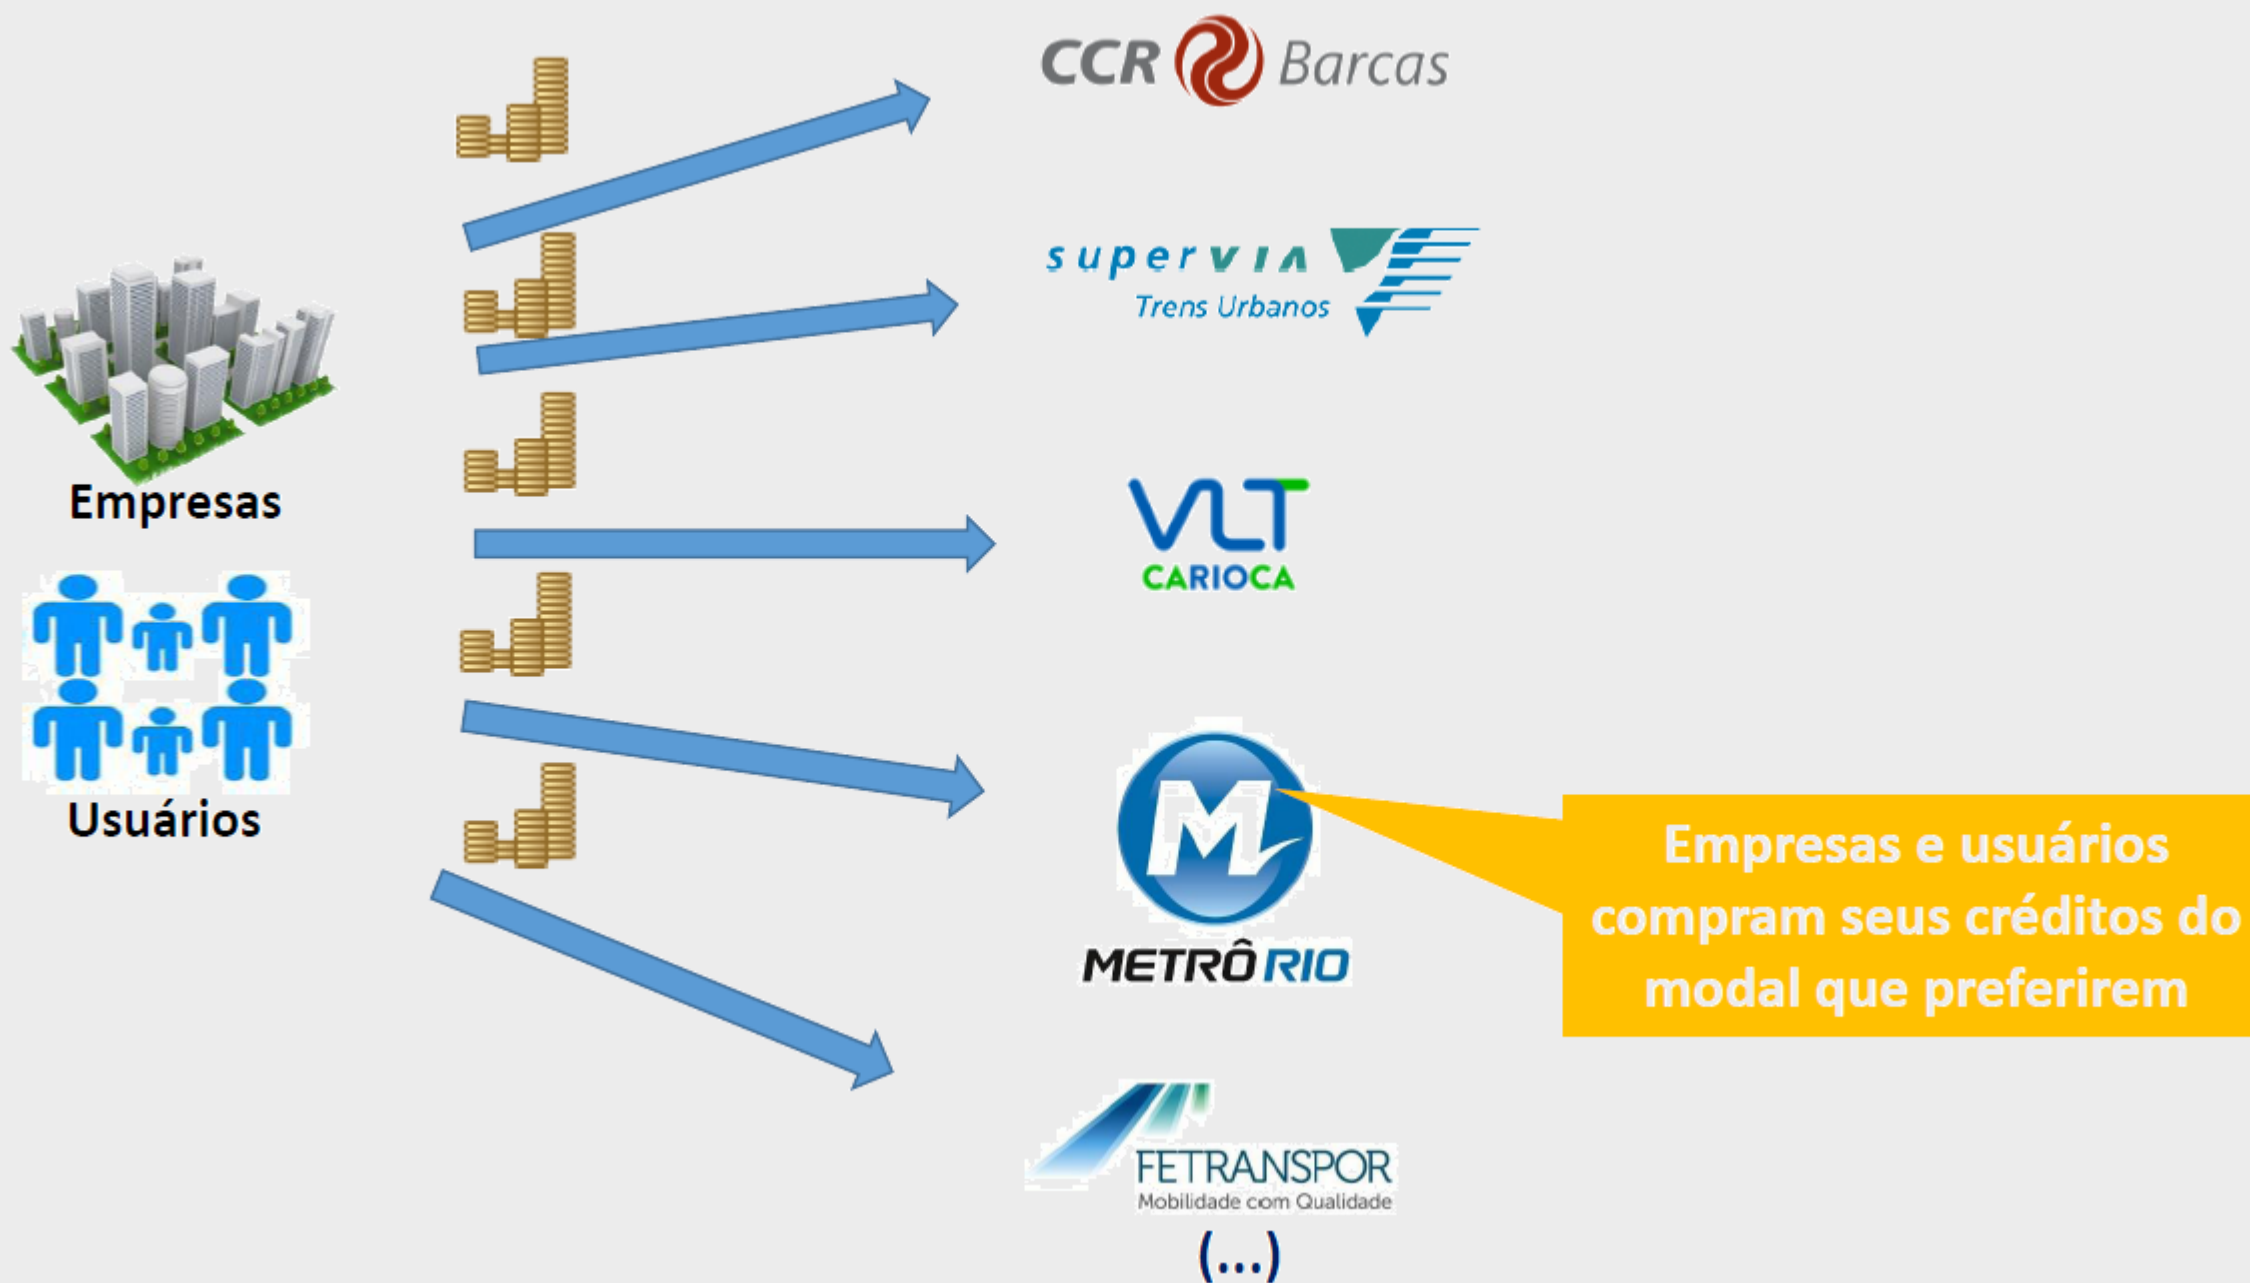 CCR Barcas
superVIA
Trens Urbanos
Empresas
VLT
CARIOCA
Usuários
METRÔ RIO
Empresas e usuários
compram seus créditos do
modal que preferirem
FETRANSPOR
Mobilidade com Qualidade
(...)